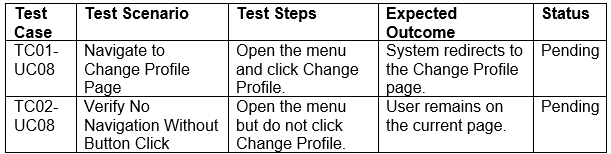 Test Case | Test Scenario | Test Steps | Expected Outcome | Status
TC01-UC08 | Navigate to Change Profile Page | Open the menu and click Change Profile. | System redirects to the Change Profile page. | Pending
TC02-UC08 | Verify No Navigation Without Button Click | Open the menu but do not click Change Profile. | User remains on the current page. | Pending